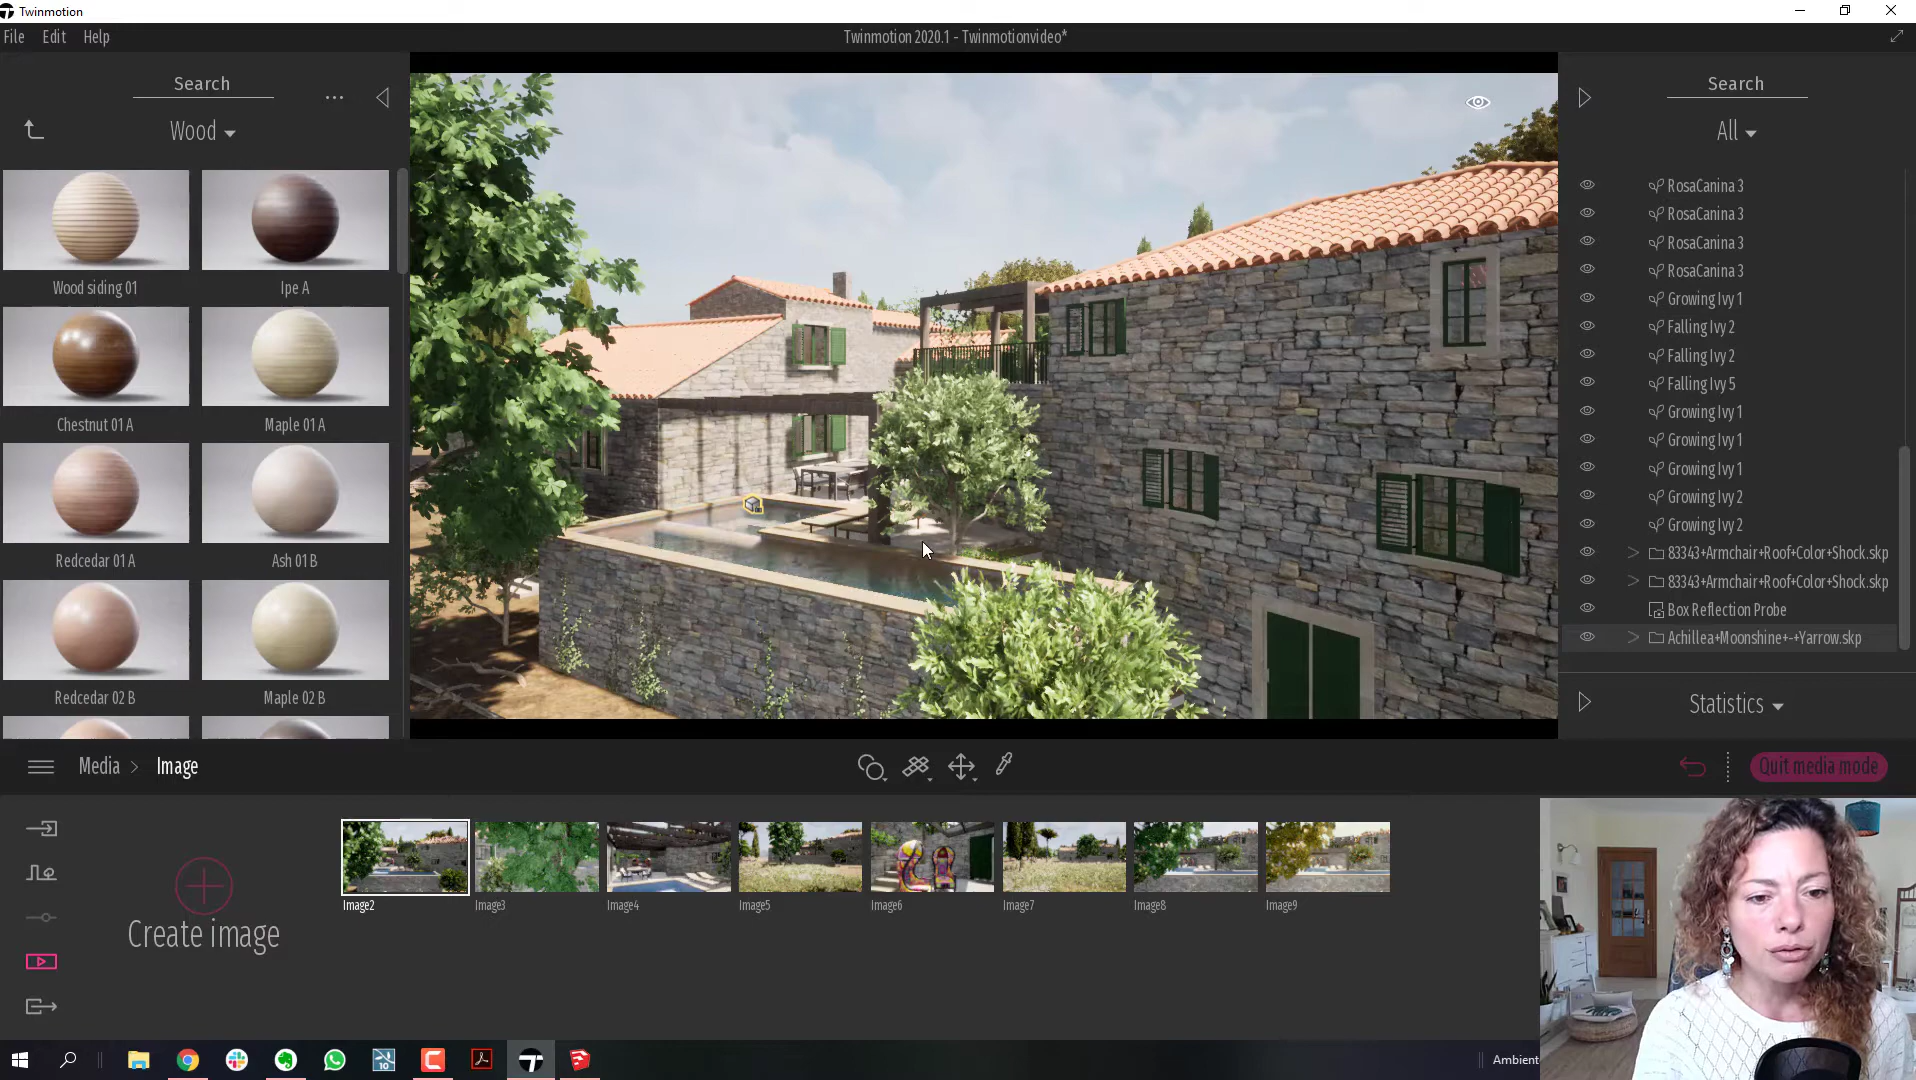 Twinmotion
File Edit Help
Twinmotion 2020.1 - Twinmotionvideo*
Search
...
Wood
Wood siding 01
Ipe A
Chestnut 01 A
Maple 01 A
Redcedar 01 A
Ash 01 B
Redcedar 02 B
Maple 02 B
Search
All
RosaCanina 3
RosaCanina 3
RosaCanina 3
RosaCanina 3
Growing Ivy 1
Falling Ivy 2
Falling Ivy 2
Falling Ivy 5
Growing Ivy 1
Growing Ivy 1
Growing Ivy 1
Growing Ivy 2
Growing Ivy 2
> 83343+Armchair+Roof+Color+Shock.skp
> 83343+Armchair+Roof+Color+Shock.skp
Box Reflection Probe
> Achillea+Moonshine+-+Yarrow.skp
Statistics
Media > Image
Quit media mode
Create image
Image2
Image3
Image4
Image5
Image6
Image7
Image8
Image9
10
Ambient